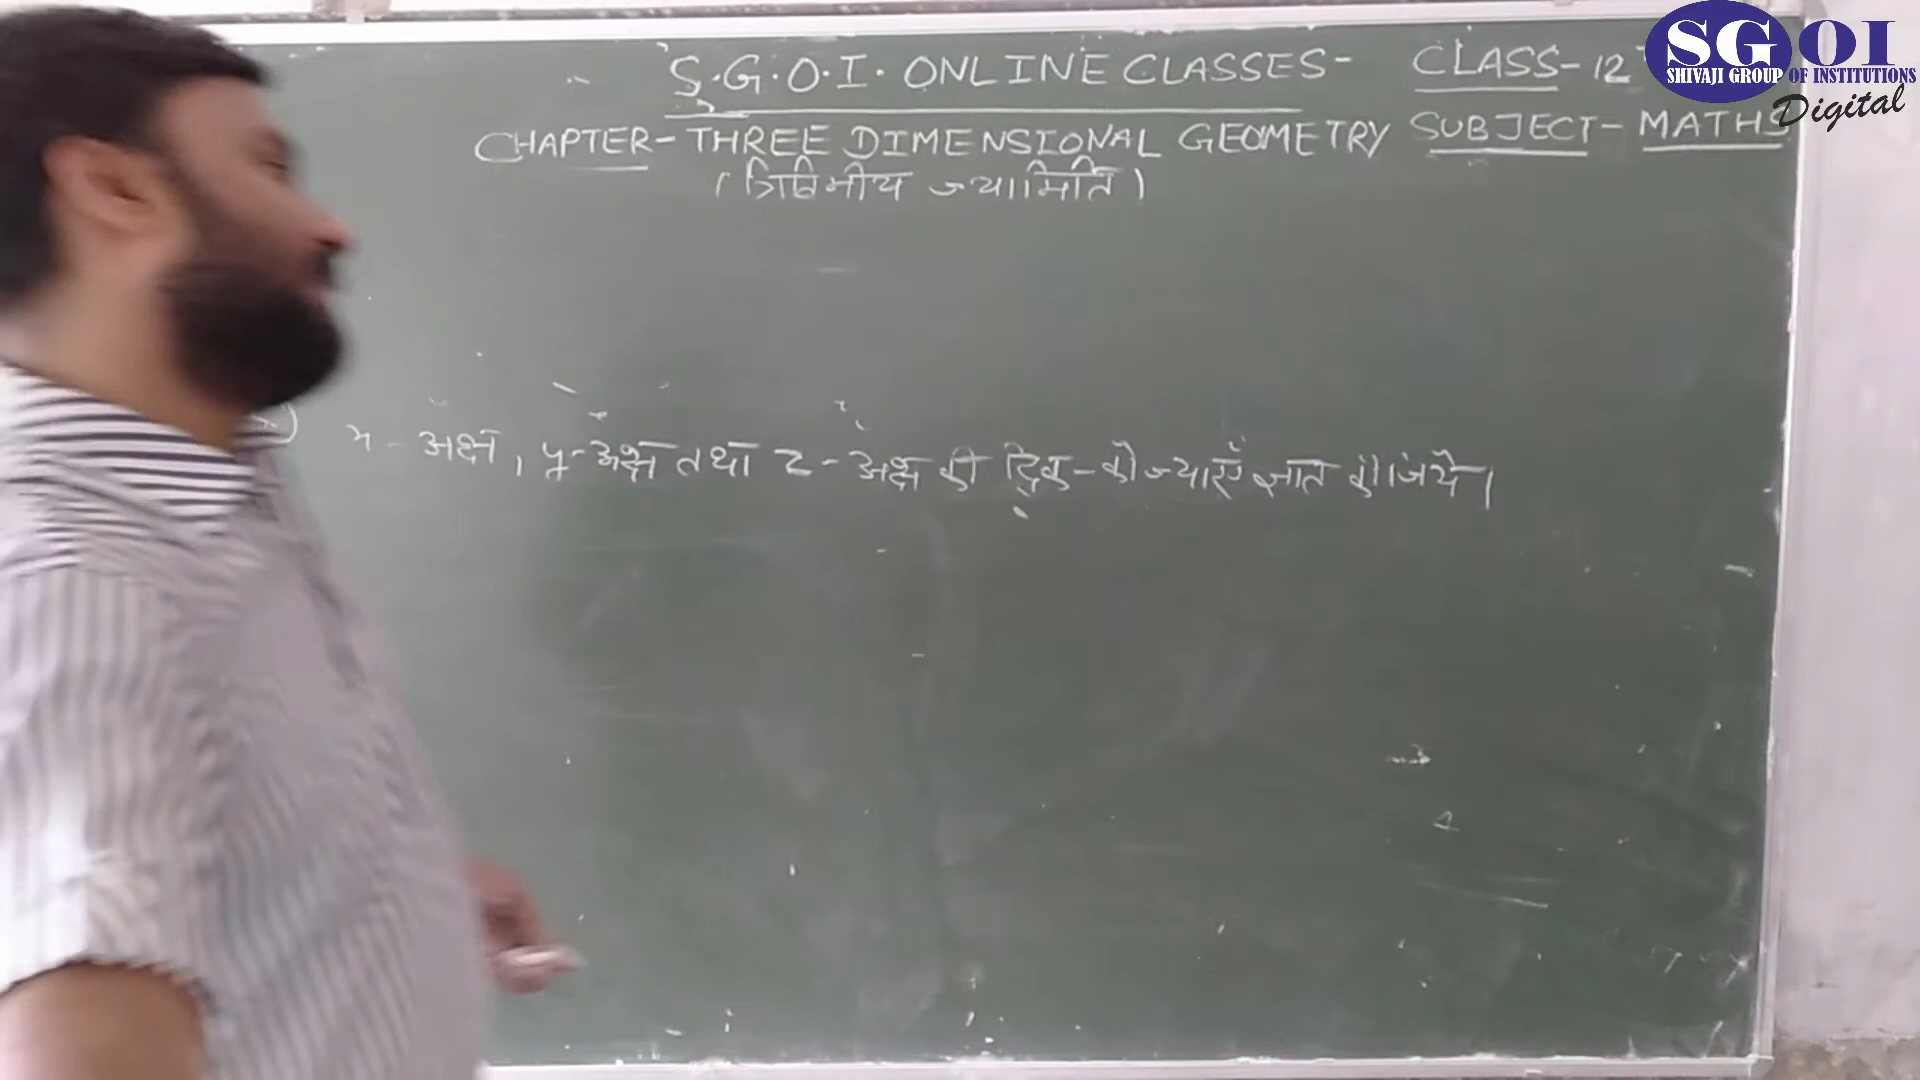 S.G.O.I. ONLINE CLASSES- CLASS-12
CHAPTER-THREE DIMENSIONAL GEOMETRY SUBJECT-MATHS
(त्रिविमीय ज्यामिति)
x-अक्ष, y-अक्ष तथा z-अक्ष की दिक-कोज्याएँ ज्ञात कीजिये।
SGOI
SHIVAJI GROUP OF INSTITUTIONS
Digital